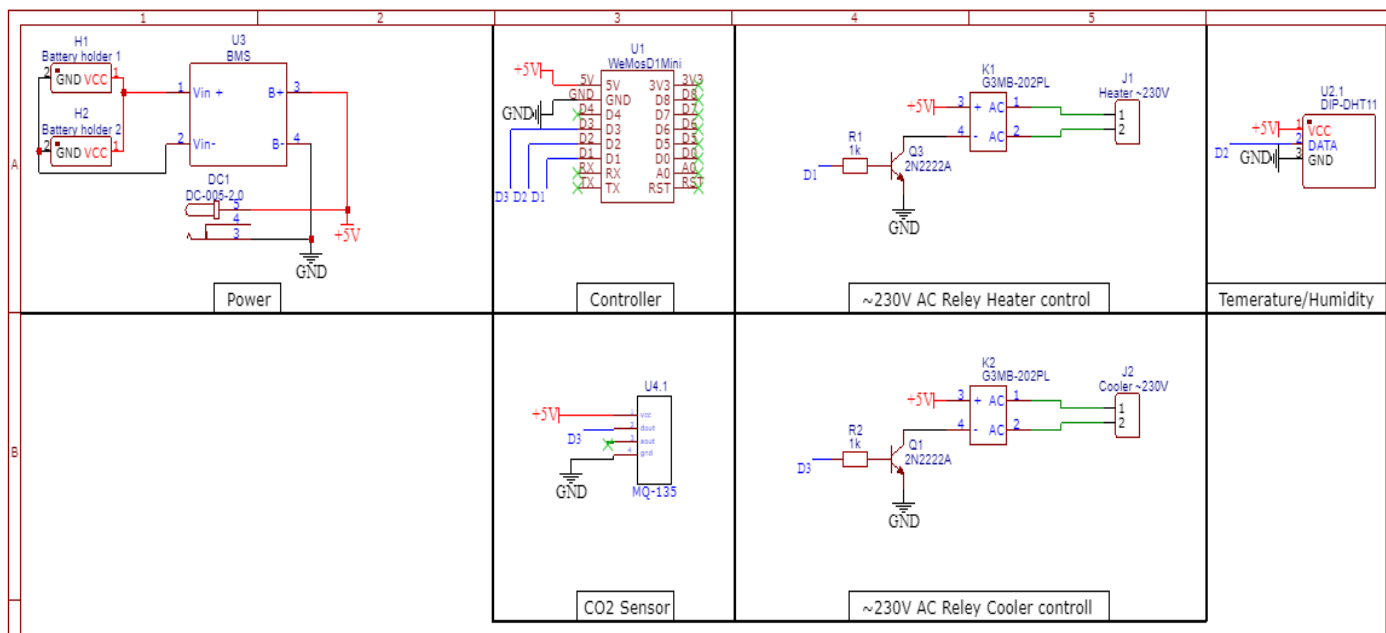 1
2
3
4
5
A
B
H1
Battery holder 1
2
GND VCC
1
H2
Battery holder 2
2
GND VCC
1
U3
BMS
1
Vin +
B+
3
2
Vin-
B-
4
DC1
DC-005-2.0
5
4
3
+5V
GND
Power
U1
WeMosD1Mini
+5V
GND
5V
GND
D4
D3
D2
D1
RX
TX
5V
GND
D4
D3
D2
D1
RX
TX
3V3
D8
D7
D6
D5
D0
A0
RST
3V3
D8
D7
D6
D5
D0
A0
RST
D3 D2 D1
Controller
K1
G3MB-202PL
+5V
3
+ AC
1
4
- AC
2
J1
Heater ~230V
1
2
R1
1k
D1
Q3
2N2222A
GND
~230V AC Reley Heater control
U2.1
DIP-DHT11
+5V
1
VCC
D2
2
DATA
GND
3
GND
Temerature/Humidity
U4.1
+5V
1
vcc
D3
2
dout
3
aout
4
gnd
GND
MQ-135
CO2 Sensor
K2
G3MB-202PL
+5V
3
+ AC
1
4
- AC
2
J2
Cooler ~230V
1
2
R2
1k
D3
Q1
2N2222A
GND
~230V AC Reley Cooler controll